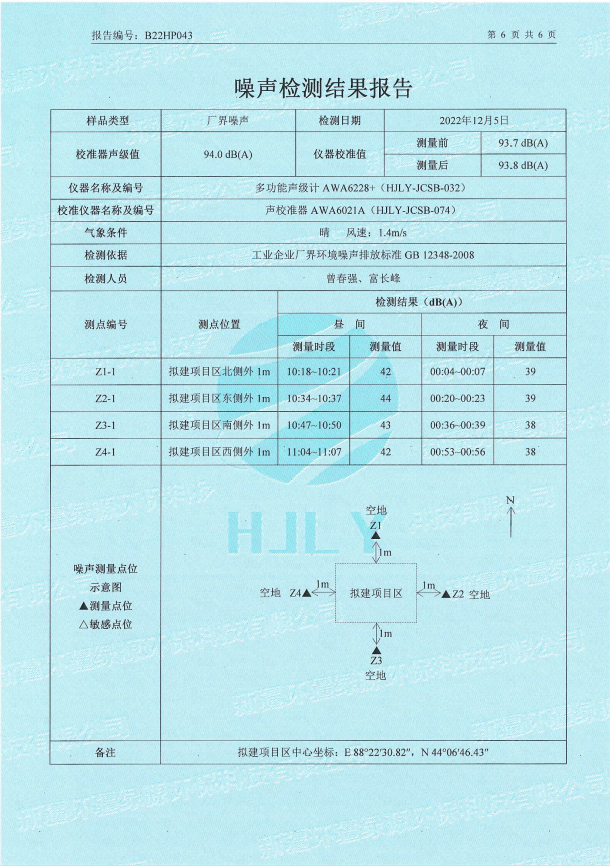 报告编号：B22HP043
第 6 页 共 6 页
噪声检测结果报告
样品类型 厂界噪声 检测日期 2022年12月5日
校准器声级值 94.0 dB(A) 仪器校准值 测量前 93.7 dB(A)
测量后 93.8 dB(A)
仪器名称及编号 多功能声级计 AWA6228+（HJLY-JCSB-032）
校准仪器名称及编号 声校准器 AWA6021A（HJLY-JCSB-074）
气象条件 晴 风速：1.4m/s
检测依据 工业企业厂界环境噪声排放标准 GB 12348-2008
检测人员 曾春强、富长峰
测点编号 测点位置 检测结果（dB(A)）
昼 间 夜 间
测量时段 测量值 测量时段 测量值
Z1-1 拟建项目区北侧外 1m 10:18~10:21 42 00:04~00:07 39
Z2-1 拟建项目区东侧外 1m 10:34~10:37 44 00:20~00:23 39
Z3-1 拟建项目区南侧外 1m 10:47~10:50 43 00:36~00:39 38
Z4-1 拟建项目区西侧外 1m 11:04~11:07 42 00:53~00:56 38
HJLY
噪声测量点位
示意图
▲测量点位
△敏感点位
N
空地
Z1
▲
1m
空地 Z4▲ 1m 拟建项目区 1m ▲Z2 空地
1m
▲
Z3
空地
备注 拟建项目区中心坐标：E 88°22′30.82″，N 44°06′46.43″